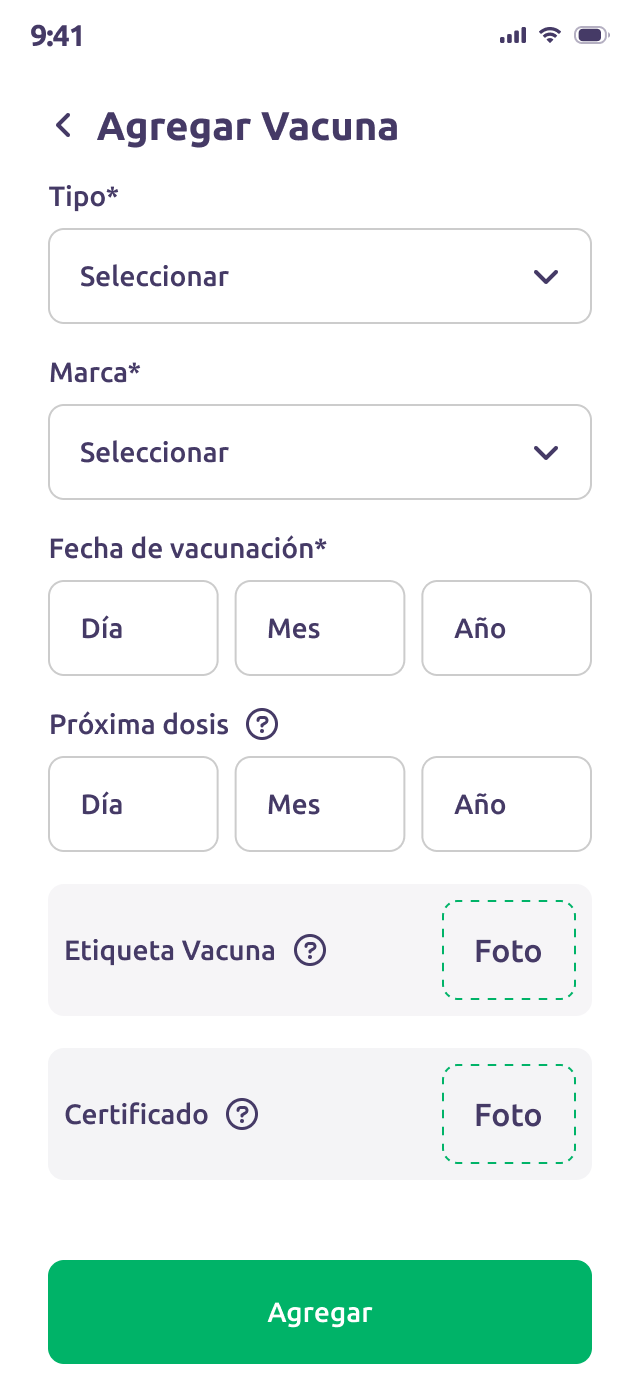 9:41
Agregar Vacuna
Tipo*
Seleccionar
Marca*
Seleccionar
Fecha de vacunación*
Día Mes Año
Próxima dosis ?
Día Mes Año
Etiqueta Vacuna ? Foto
Certificado ? Foto
Agregar